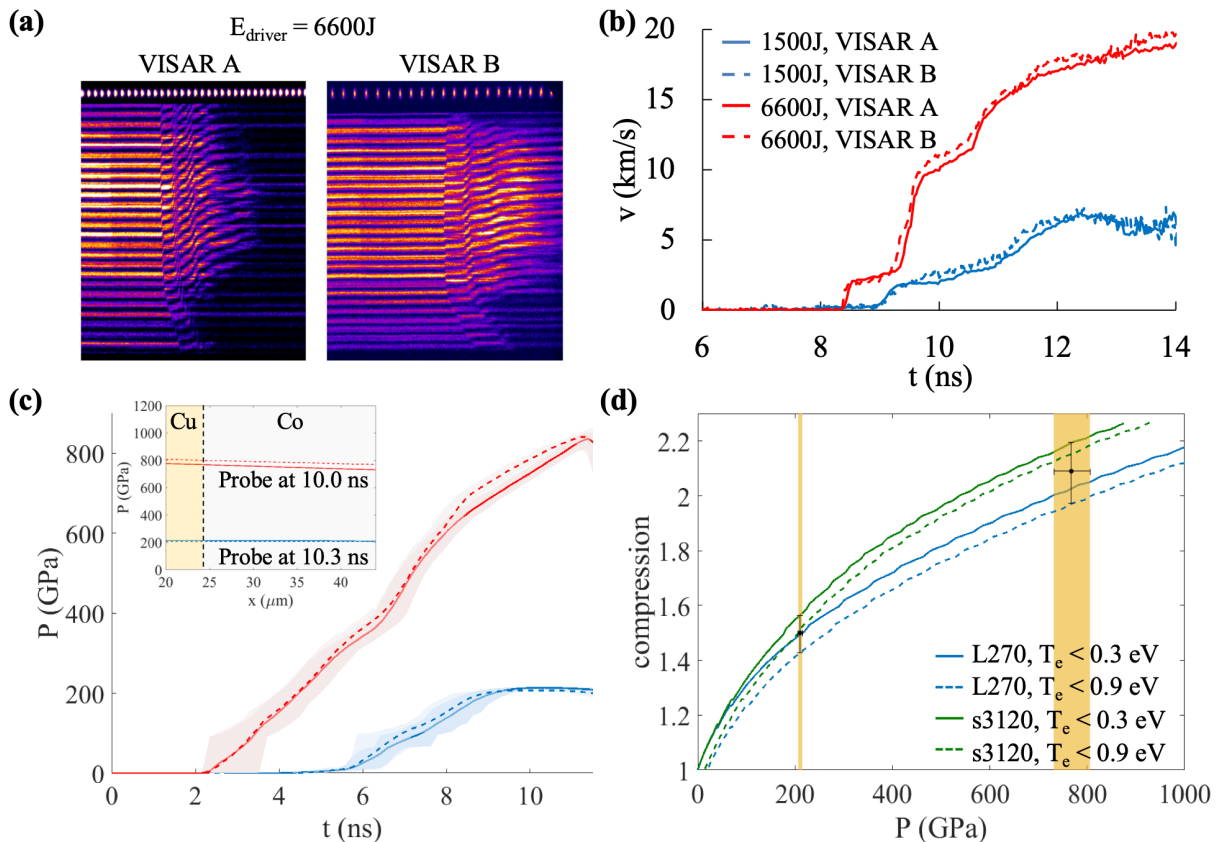 (a)
E_driver = 6600J
VISAR A
VISAR B
(b)
1500J, VISAR A
1500J, VISAR B
6600J, VISAR A
6600J, VISAR B
v (km/s)
20
15
10
5
0
6
8
10
12
14
t (ns)
(c)
P (GPa)
800
600
400
200
0
0
2
4
6
8
10
t (ns)
Cu
Co
Probe at 10.0 ns
Probe at 10.3 ns
P (GPa)
1200
1000
800
600
400
200
0
20
25
30
35
40
x (μm)
(d)
compression
2.2
2
1.8
1.6
1.4
1.2
1
L270, T_e < 0.3 eV
L270, T_e < 0.9 eV
s3120, T_e < 0.3 eV
s3120, T_e < 0.9 eV
0
200
400
600
800
1000
P (GPa)